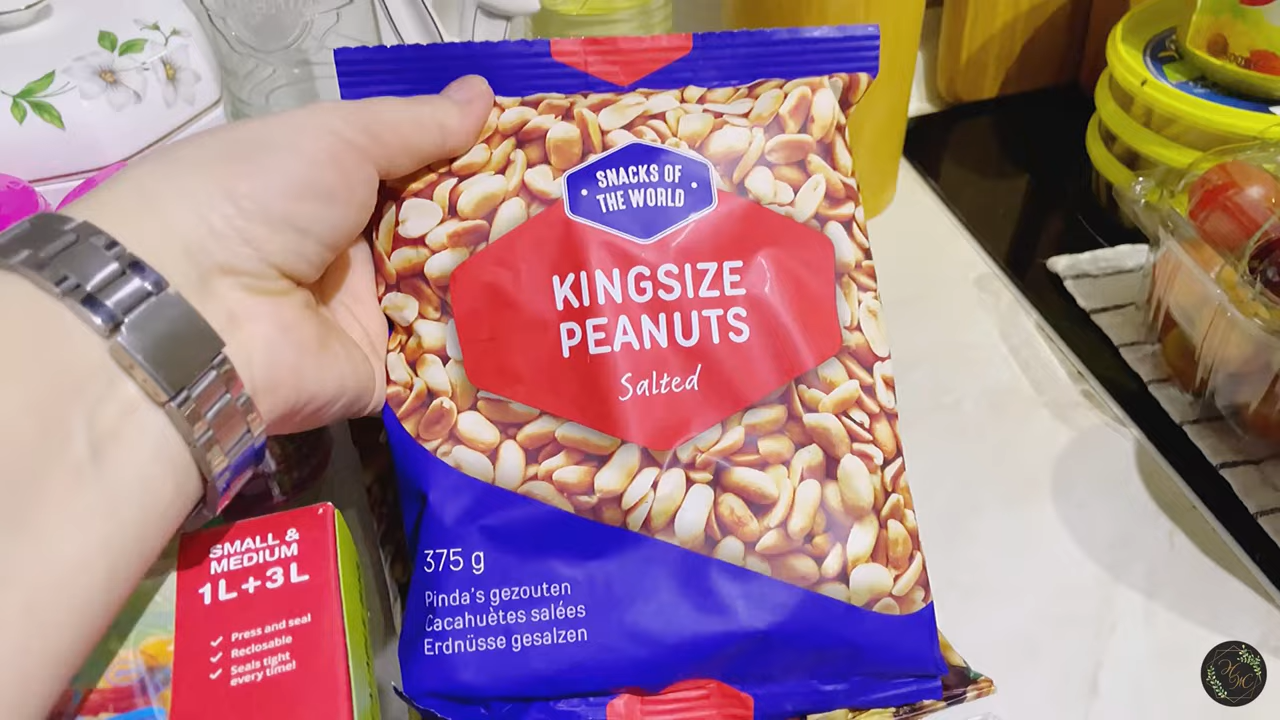 SNACKS OF
THE WORLD
KINGSIZE
PEANUTS
Salted
375 g
Pinda's gezouten
Cacahuètes salées
Erdnüsse gesalzen
SMALL &
MEDIUM
1L+3L
Press and seal
Reclosable
Seals tight
every time!